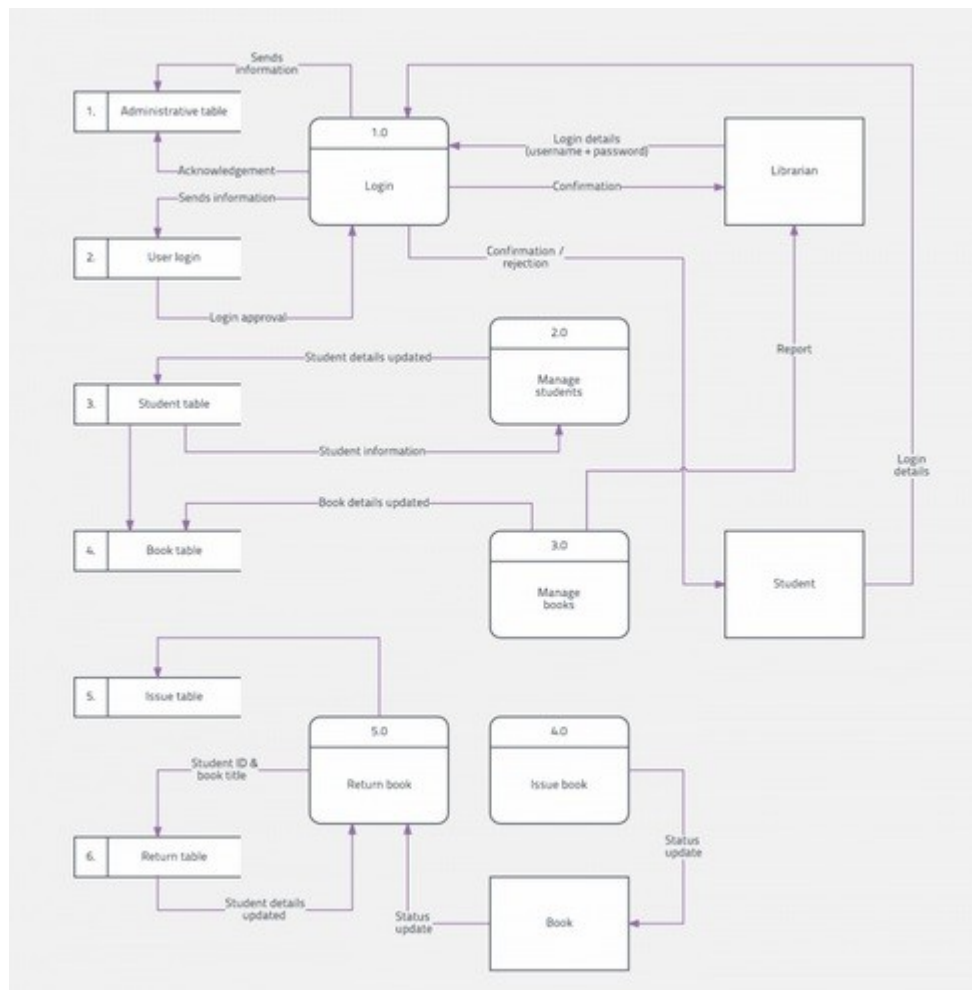 Sends
information
1.
Administrative table
1.0
Login
Acknowledgement
Sends information
Login details
(username + password)
Confirmation
Librarian
2.
User login
Login approval
Confirmation /
rejection
2.0
Manage
students
Student details updated
Report
3.
Student table
Student information
Login
details
Book details updated
4.
Book table
3.0
Manage
books
Student
5.
Issue table
5.0
Return book
4.0
Issue book
Student ID &
book title
Status
update
6.
Return table
Student details
updated
Status
update
Book